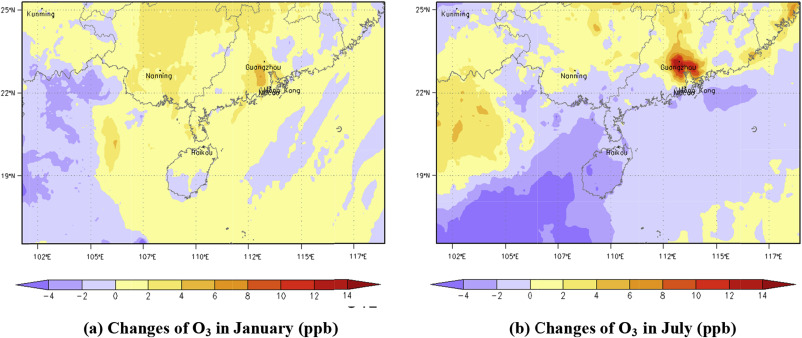 25°N
22°N
19°N
Kunming
Nanning
Guangzhou
Hong Kong
Haikou
102°E 105°E 108°E 110°E 112°E 115°E 117°E
-4 -2 0 2 4 6 8 10 12 14
(a) Changes of O₃ in January (ppb)
25°N
22°N
19°N
Kunming
Nanning
Guangzhou
Hong Kong
Haikou
102°E 105°E 107°E 110°E 112°E 115°E 117°E
-4 -2 0 2 4 6 8 10 12 14
(b) Changes of O₃ in July (ppb)